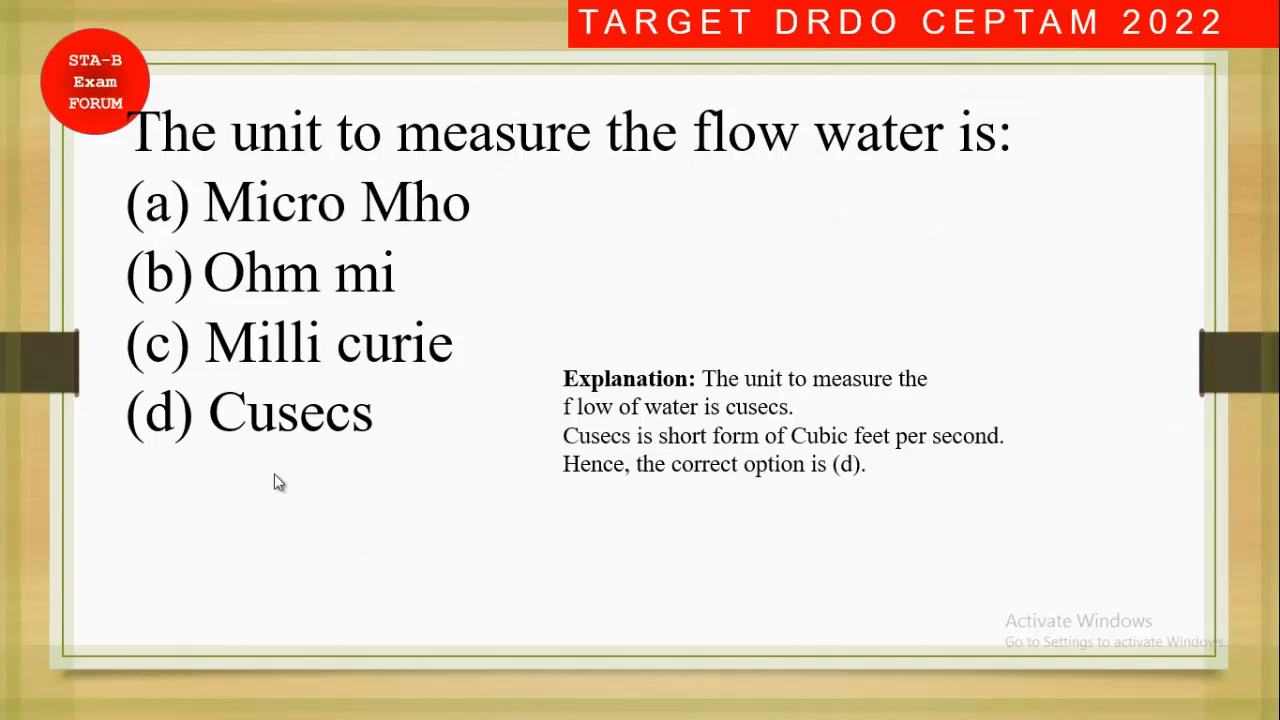 TARGET DRDO CEPTAM 2022
STA-B
Exam
FORUM
The unit to measure the flow water is:
(a) Micro Mho
(b) Ohm mi
(c) Milli curie
(d) Cusecs
Explanation: The unit to measure the
f low of water is cusecs.
Cusecs is short form of Cubic feet per second.
Hence, the correct option is (d).
Activate Windows
Go to Settings to activate Windows.